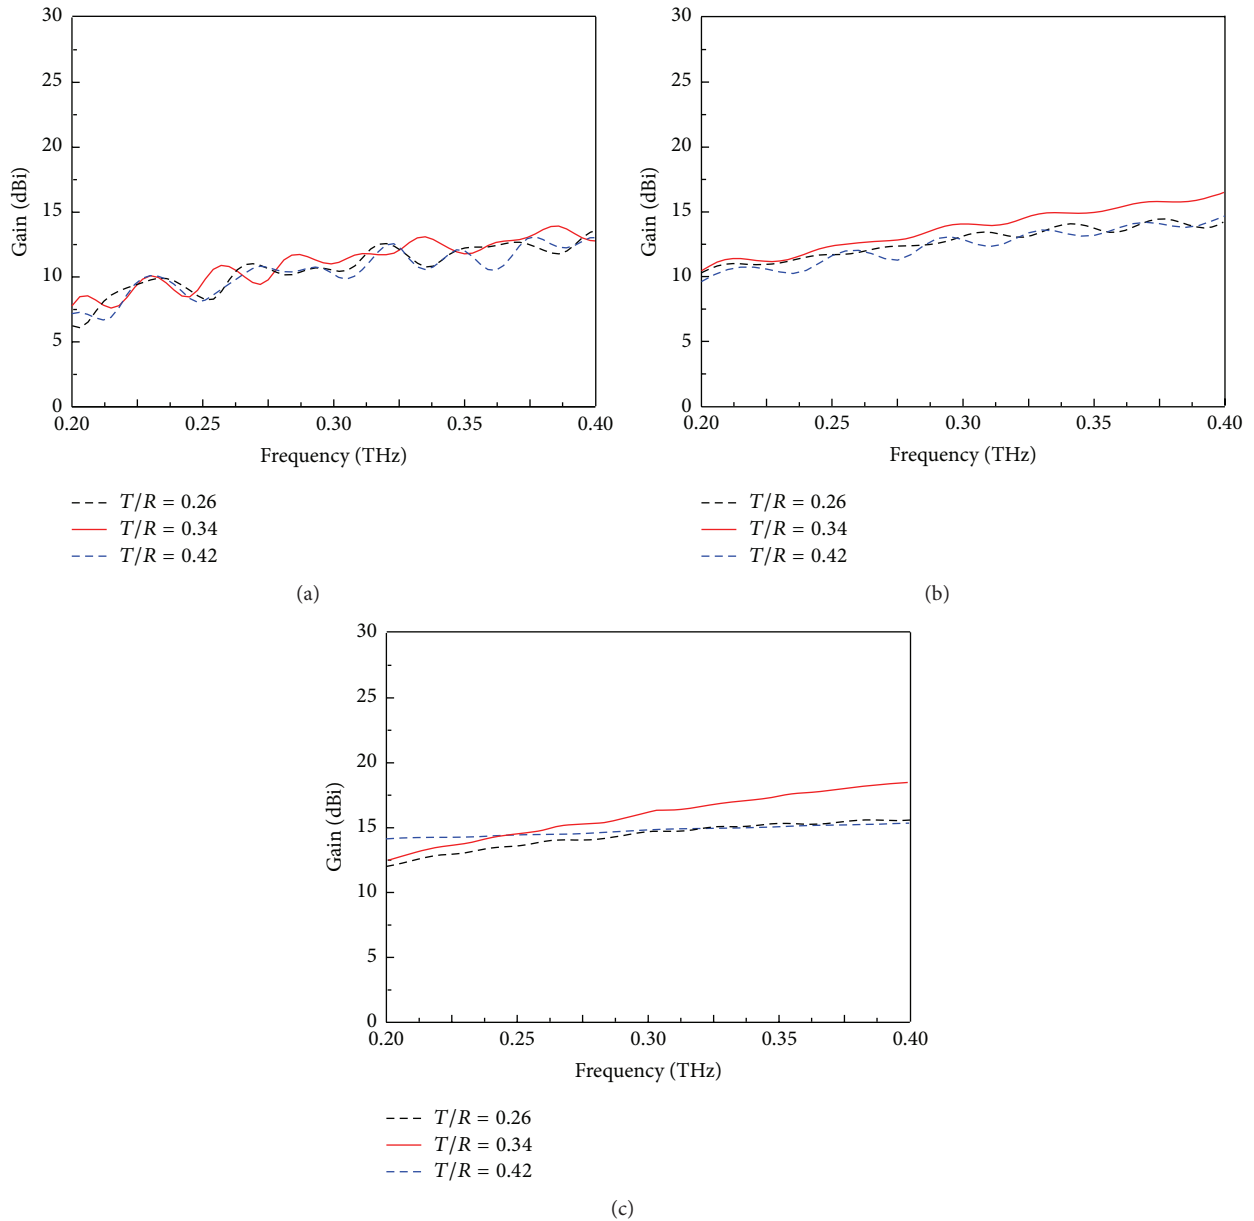 30
25
20
15
10
5
0
Gain (dBi)
0.20 0.25 0.30 0.35 0.40
Frequency (THz)
T/R = 0.26
T/R = 0.34
T/R = 0.42
(a)
30
25
20
15
10
5
0
Gain (dBi)
0.20 0.25 0.30 0.35 0.40
Frequency (THz)
T/R = 0.26
T/R = 0.34
T/R = 0.42
(b)
30
25
20
15
10
5
0
Gain (dBi)
0.20 0.25 0.30 0.35 0.40
Frequency (THz)
T/R = 0.26
T/R = 0.34
T/R = 0.42
(c)